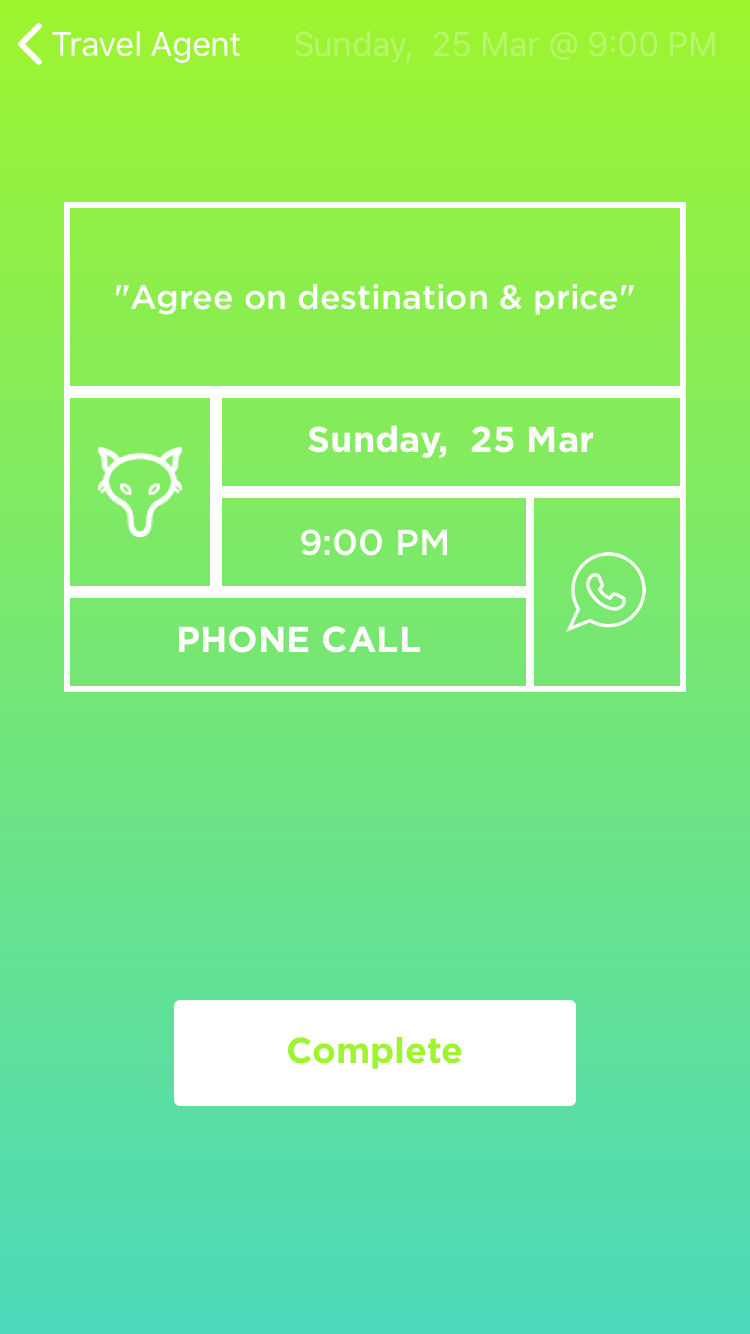 Travel Agent
Sunday,  25 Mar @ 9:00 PM
"Agree on destination & price"
Sunday,  25 Mar
9:00 PM
PHONE CALL
Complete